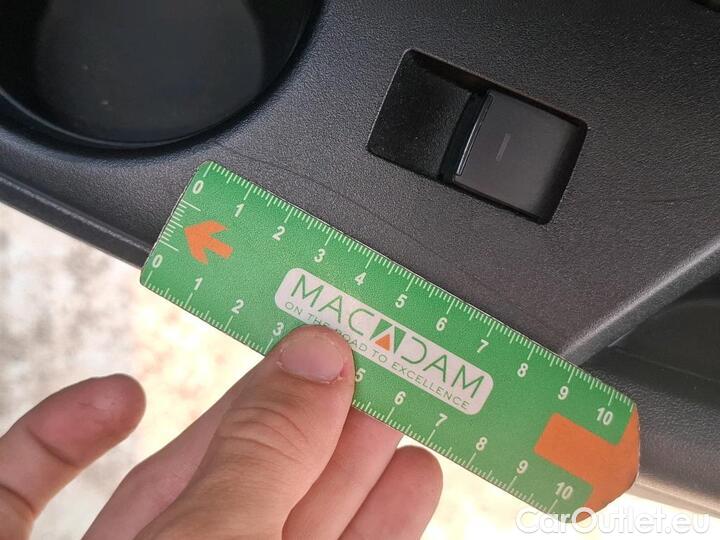 0 1 2 3 4 5 6 7 8 9 10
MACADAM
ON THE ROAD TO EXCELLENCE
0 1 2 3 5 6 7 8 9 10
CarOutlet.eu